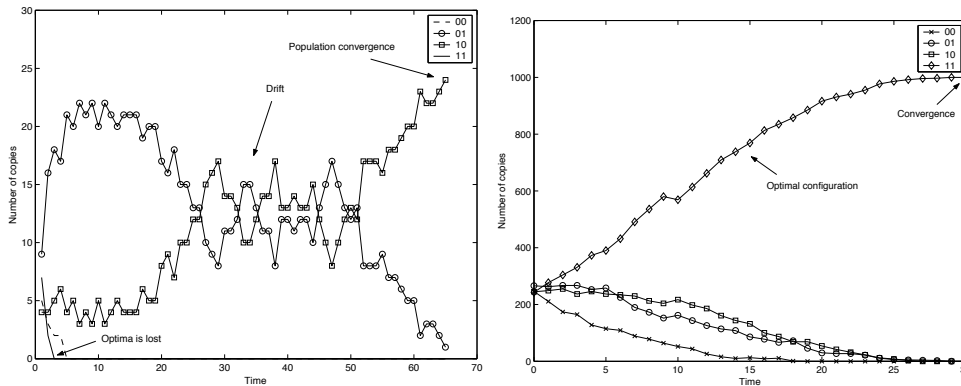 30
25
20
15
10
5
0
Number of copies
0 10 20 30 40 50 60 70
Time
Population convergence
Drift
Optima is lost
00
01
10
11
1200
1000
800
600
400
200
0
Number of copies
0 5 10 15 20 25
Time
00
01
10
11
Convergence
Optimal configuration